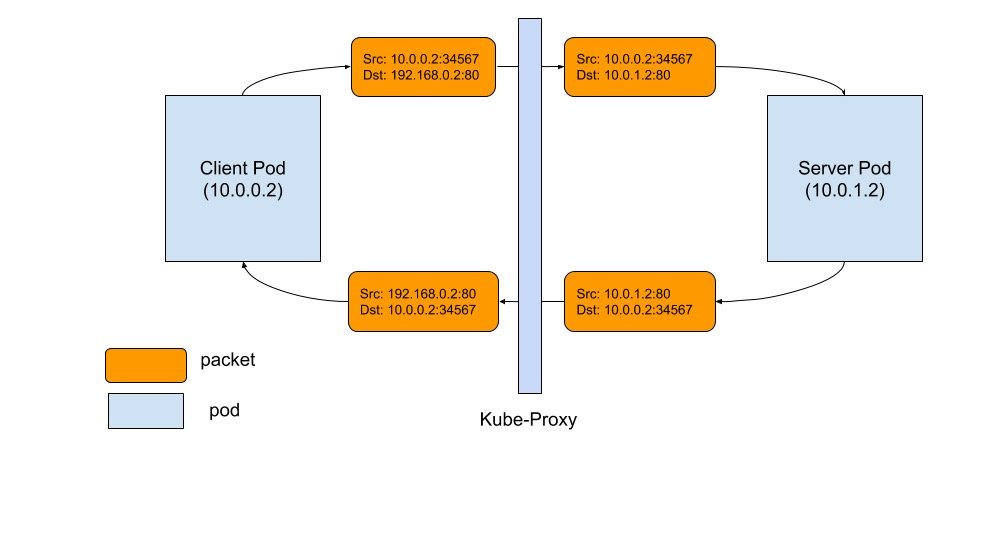 Src: 10.0.0.2:34567
Dst: 192.168.0.2:80
Src: 10.0.0.2:34567
Dst: 10.0.1.2:80
Client Pod
(10.0.0.2)
Server Pod
(10.0.1.2)
Src: 192.168.0.2:80
Dst: 10.0.0.2:34567
Src: 10.0.1.2:80
Dst: 10.0.0.2:34567
packet
pod
Kube-Proxy